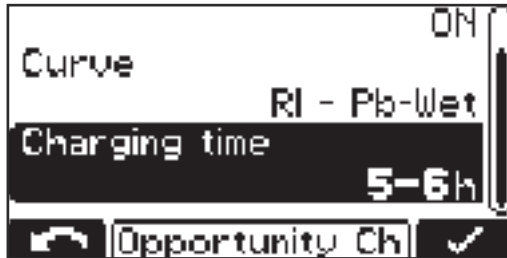 ON
Curve
RI - Pb-Wet
Charging time
5-6h
Opportunity Ch